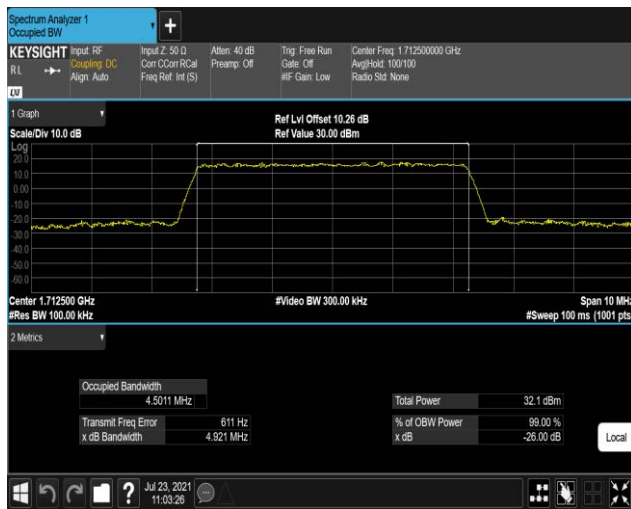 Spectrum Analyzer 1
Occupied BW
KEYSIGHT Input: RF Input Z: 50 Ω Atten: 40 dB Trig: Free Run Center Freq: 1.712500000 GHz
RL Coupling: DC Corr CCorr RCal Preamp: Off Gate: Off Avg|Hold: 100/100
Align: Auto Freq Ref: Int (S) #IF Gain: Low Radio Std: None
LXI
1 Graph
Ref Lvl Offset 10.26 dB
Scale/Div 10.0 dB Ref Value 30.00 dBm
Log
20.0
10.0
0.00
-10.0
-20.0
-30.0
-40.0
-50.0
-60.0
Center 1.712500 GHz #Video BW 300.00 kHz Span 10 MHz
#Res BW 100.00 kHz #Sweep 100 ms (1001 pts
2 Metrics
Occupied Bandwidth
4.5011 MHz Total Power 32.1 dBm
Transmit Freq Error 611 Hz % of OBW Power 99.00 %
x dB Bandwidth 4.921 MHz x dB -26.00 dB
Local
? Jul 23, 2021
11:03:26